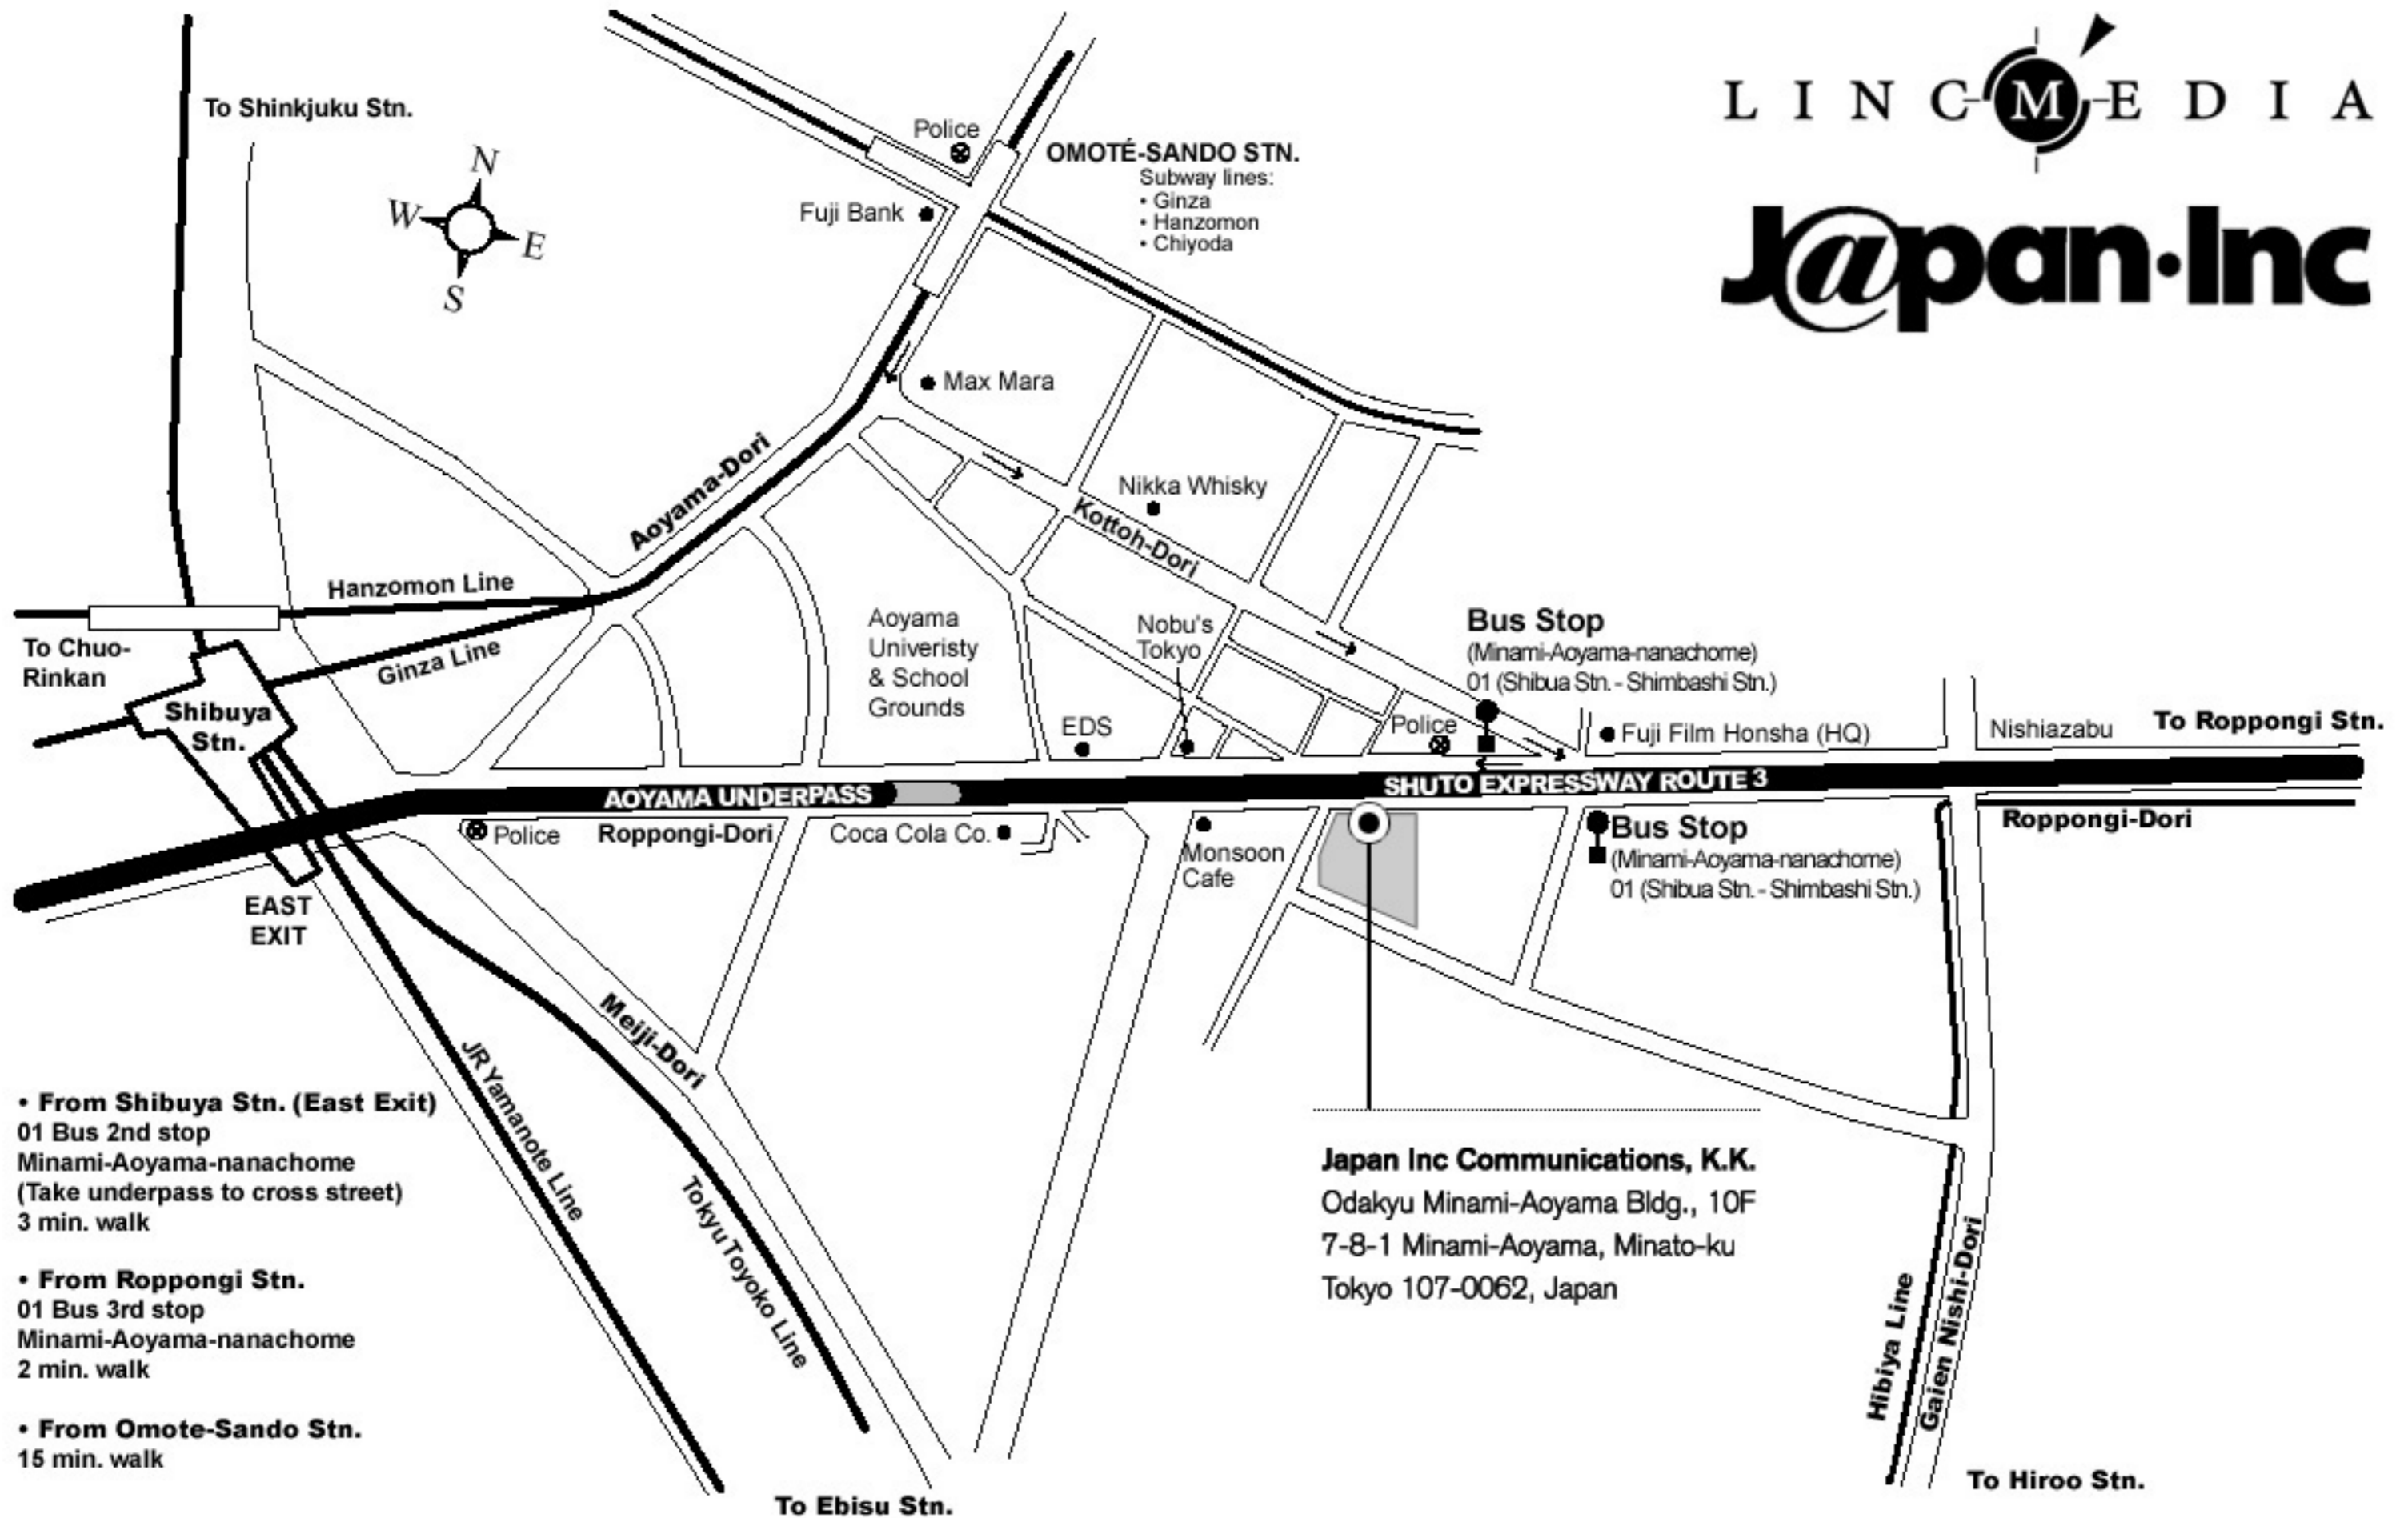 LINCMEDIA
J@pan·Inc
To Shinkjuku Stn.
N
W
E
S
Police
OMOTÉ-SANDO STN.
Subway lines:
• Ginza
• Hanzomon
• Chiyoda
Fuji Bank
Max Mara
Aoyama-Dori
Nikka Whisky
Kottoh-Dori
Hanzomon Line
To Chuo-
Rinkan
Ginza Line
Shibuya
Stn.
Aoyama
Univeristy
& School
Grounds
Nobu's
Tokyo
EDS
Bus Stop
(Minami-Aoyama-nanachome)
01 (Shibua Stn. - Shimbashi Stn.)
Police
Fuji Film Honsha (HQ)
Nishiazabu
To Roppongi Stn.
AOYAMA UNDERPASS
SHUTO EXPRESSWAY ROUTE 3
Police
Roppongi-Dori
Coca Cola Co.
Monsoon
Cafe
Bus Stop
(Minami-Aoyama-nanachome)
01 (Shibua Stn. - Shimbashi Stn.)
Roppongi-Dori
EAST
EXIT
Meiji-Dori
JR Yamanote Line
Tokyu Toyoko Line
• From Shibuya Stn. (East Exit)
01 Bus 2nd stop
Minami-Aoyama-nanachome
(Take underpass to cross street)
3 min. walk
• From Roppongi Stn.
01 Bus 3rd stop
Minami-Aoyama-nanachome
2 min. walk
• From Omote-Sando Stn.
15 min. walk
Japan Inc Communications, K.K.
Odakyu Minami-Aoyama Bldg., 10F
7-8-1 Minami-Aoyama, Minato-ku
Tokyo 107-0062, Japan
Hibiya Line
Gaien Nishi-Dori
To Hiroo Stn.
To Ebisu Stn.